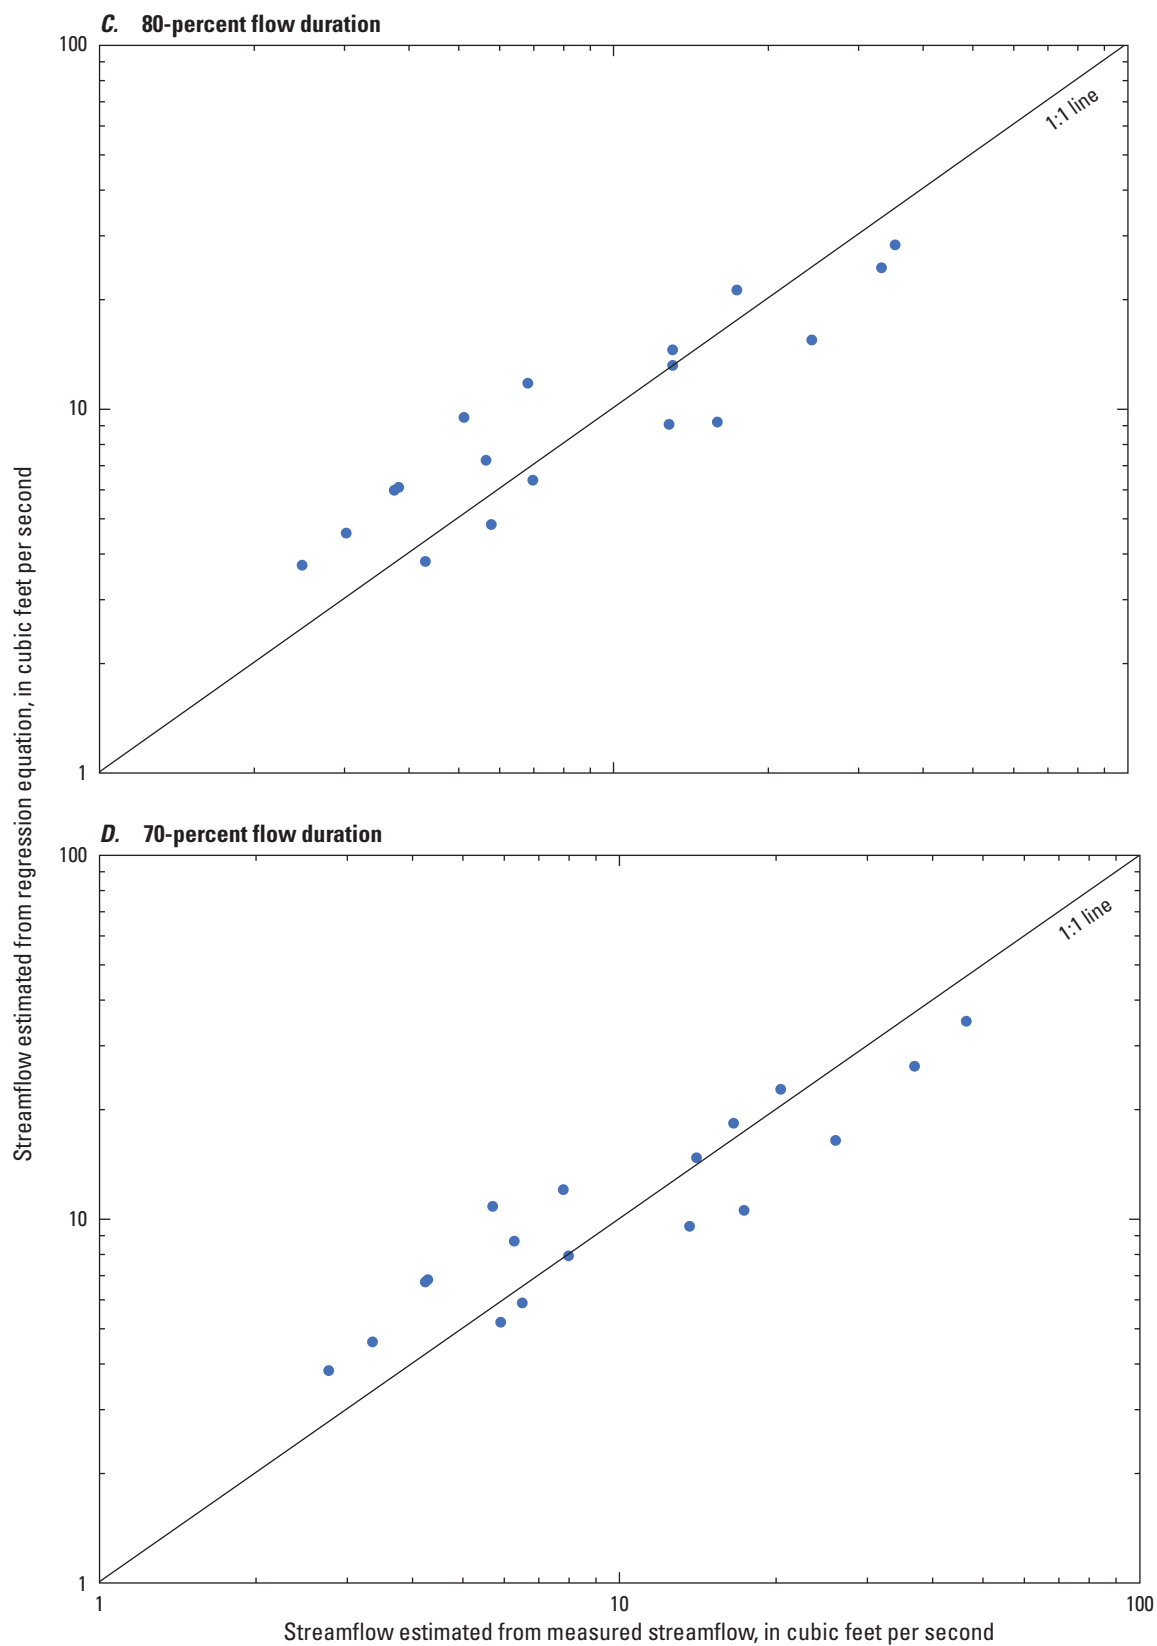 C. 80-percent flow duration
100
1:1 line
10
1
D. 70-percent flow duration
100
1:1 line
10
1
1 10 100
Streamflow estimated from measured streamflow, in cubic feet per second
Streamflow estimated from regression equation, in cubic feet per second